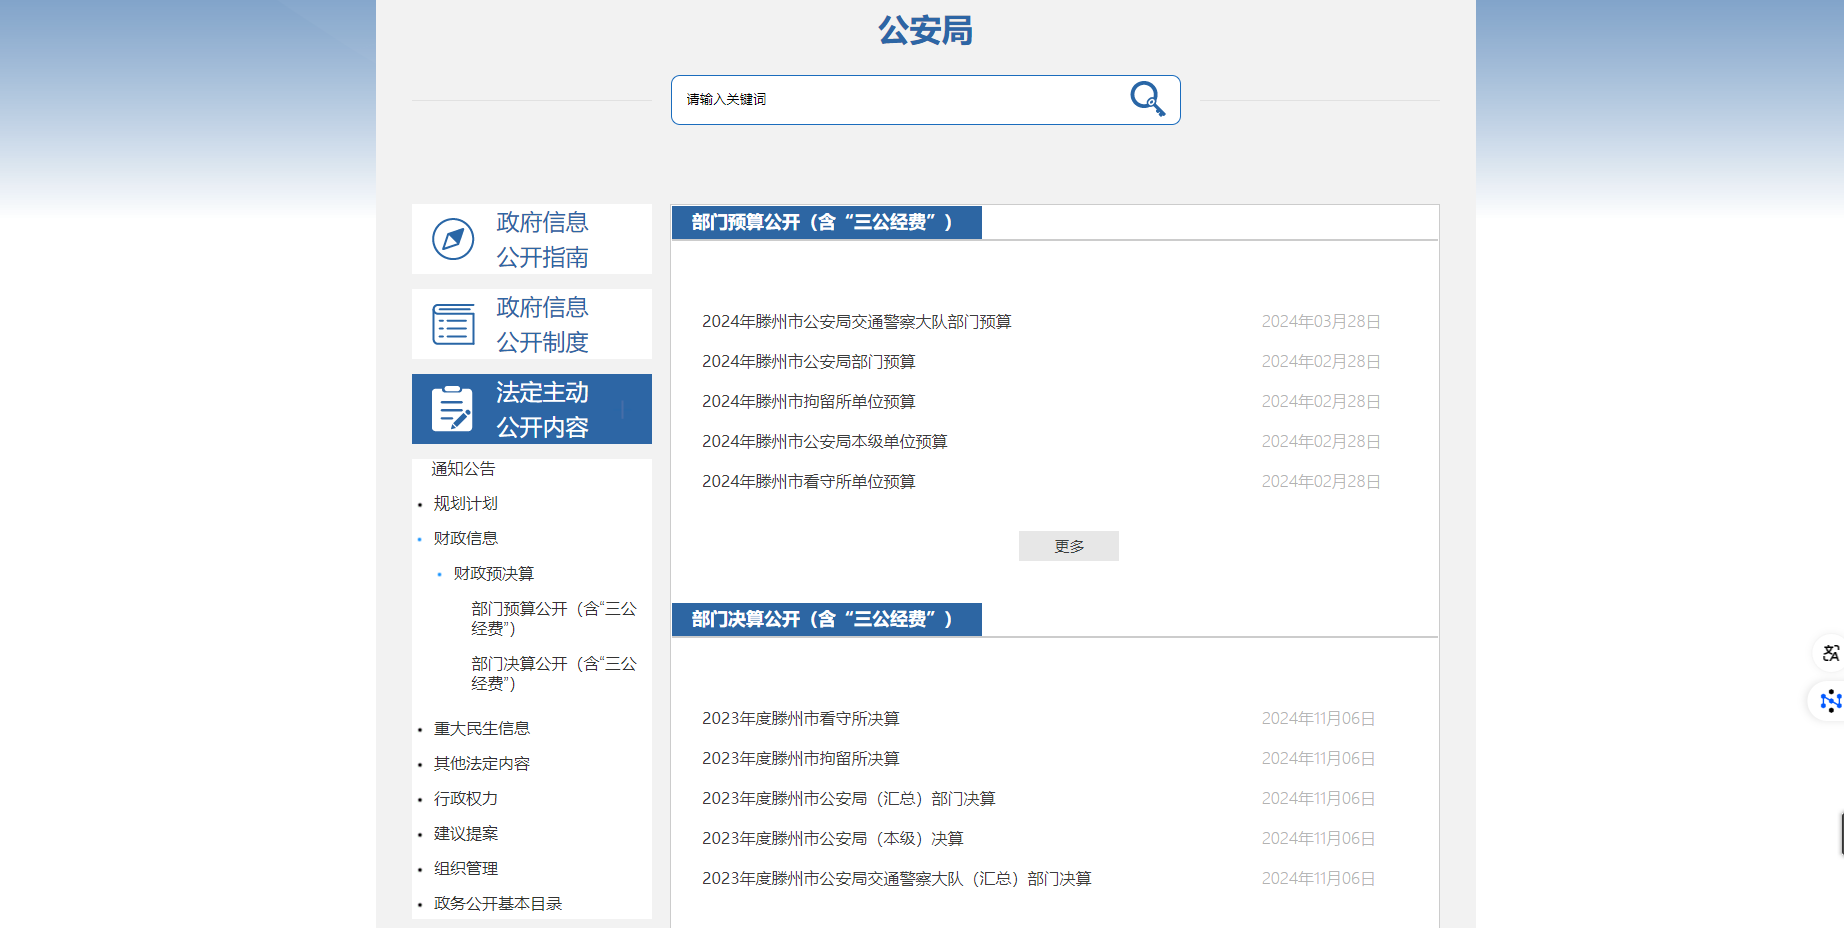 公安局
请输入关键词
政府信息
公开指南
政府信息
公开制度
法定主动
公开内容
通知公告
规划计划
财政信息
财政预决算
部门预算公开（含“三公
经费”）
部门决算公开（含“三公
经费”）
重大民生信息
其他法定内容
行政权力
建议提案
组织管理
政务公开基本目录
部门预算公开（含“三公经费”）
2024年滕州市公安局交通警察大队部门预算 2024年03月28日
2024年滕州市公安局部门预算 2024年02月28日
2024年滕州市拘留所单位预算 2024年02月28日
2024年滕州市公安局本级单位预算 2024年02月28日
2024年滕州市看守所单位预算 2024年02月28日
更多
部门决算公开（含“三公经费”）
2023年度滕州市看守所决算 2024年11月06日
2023年度滕州市拘留所决算 2024年11月06日
2023年度滕州市公安局（汇总）部门决算 2024年11月06日
2023年度滕州市公安局（本级）决算 2024年11月06日
2023年度滕州市公安局交通警察大队（汇总）部门决算 2024年11月06日